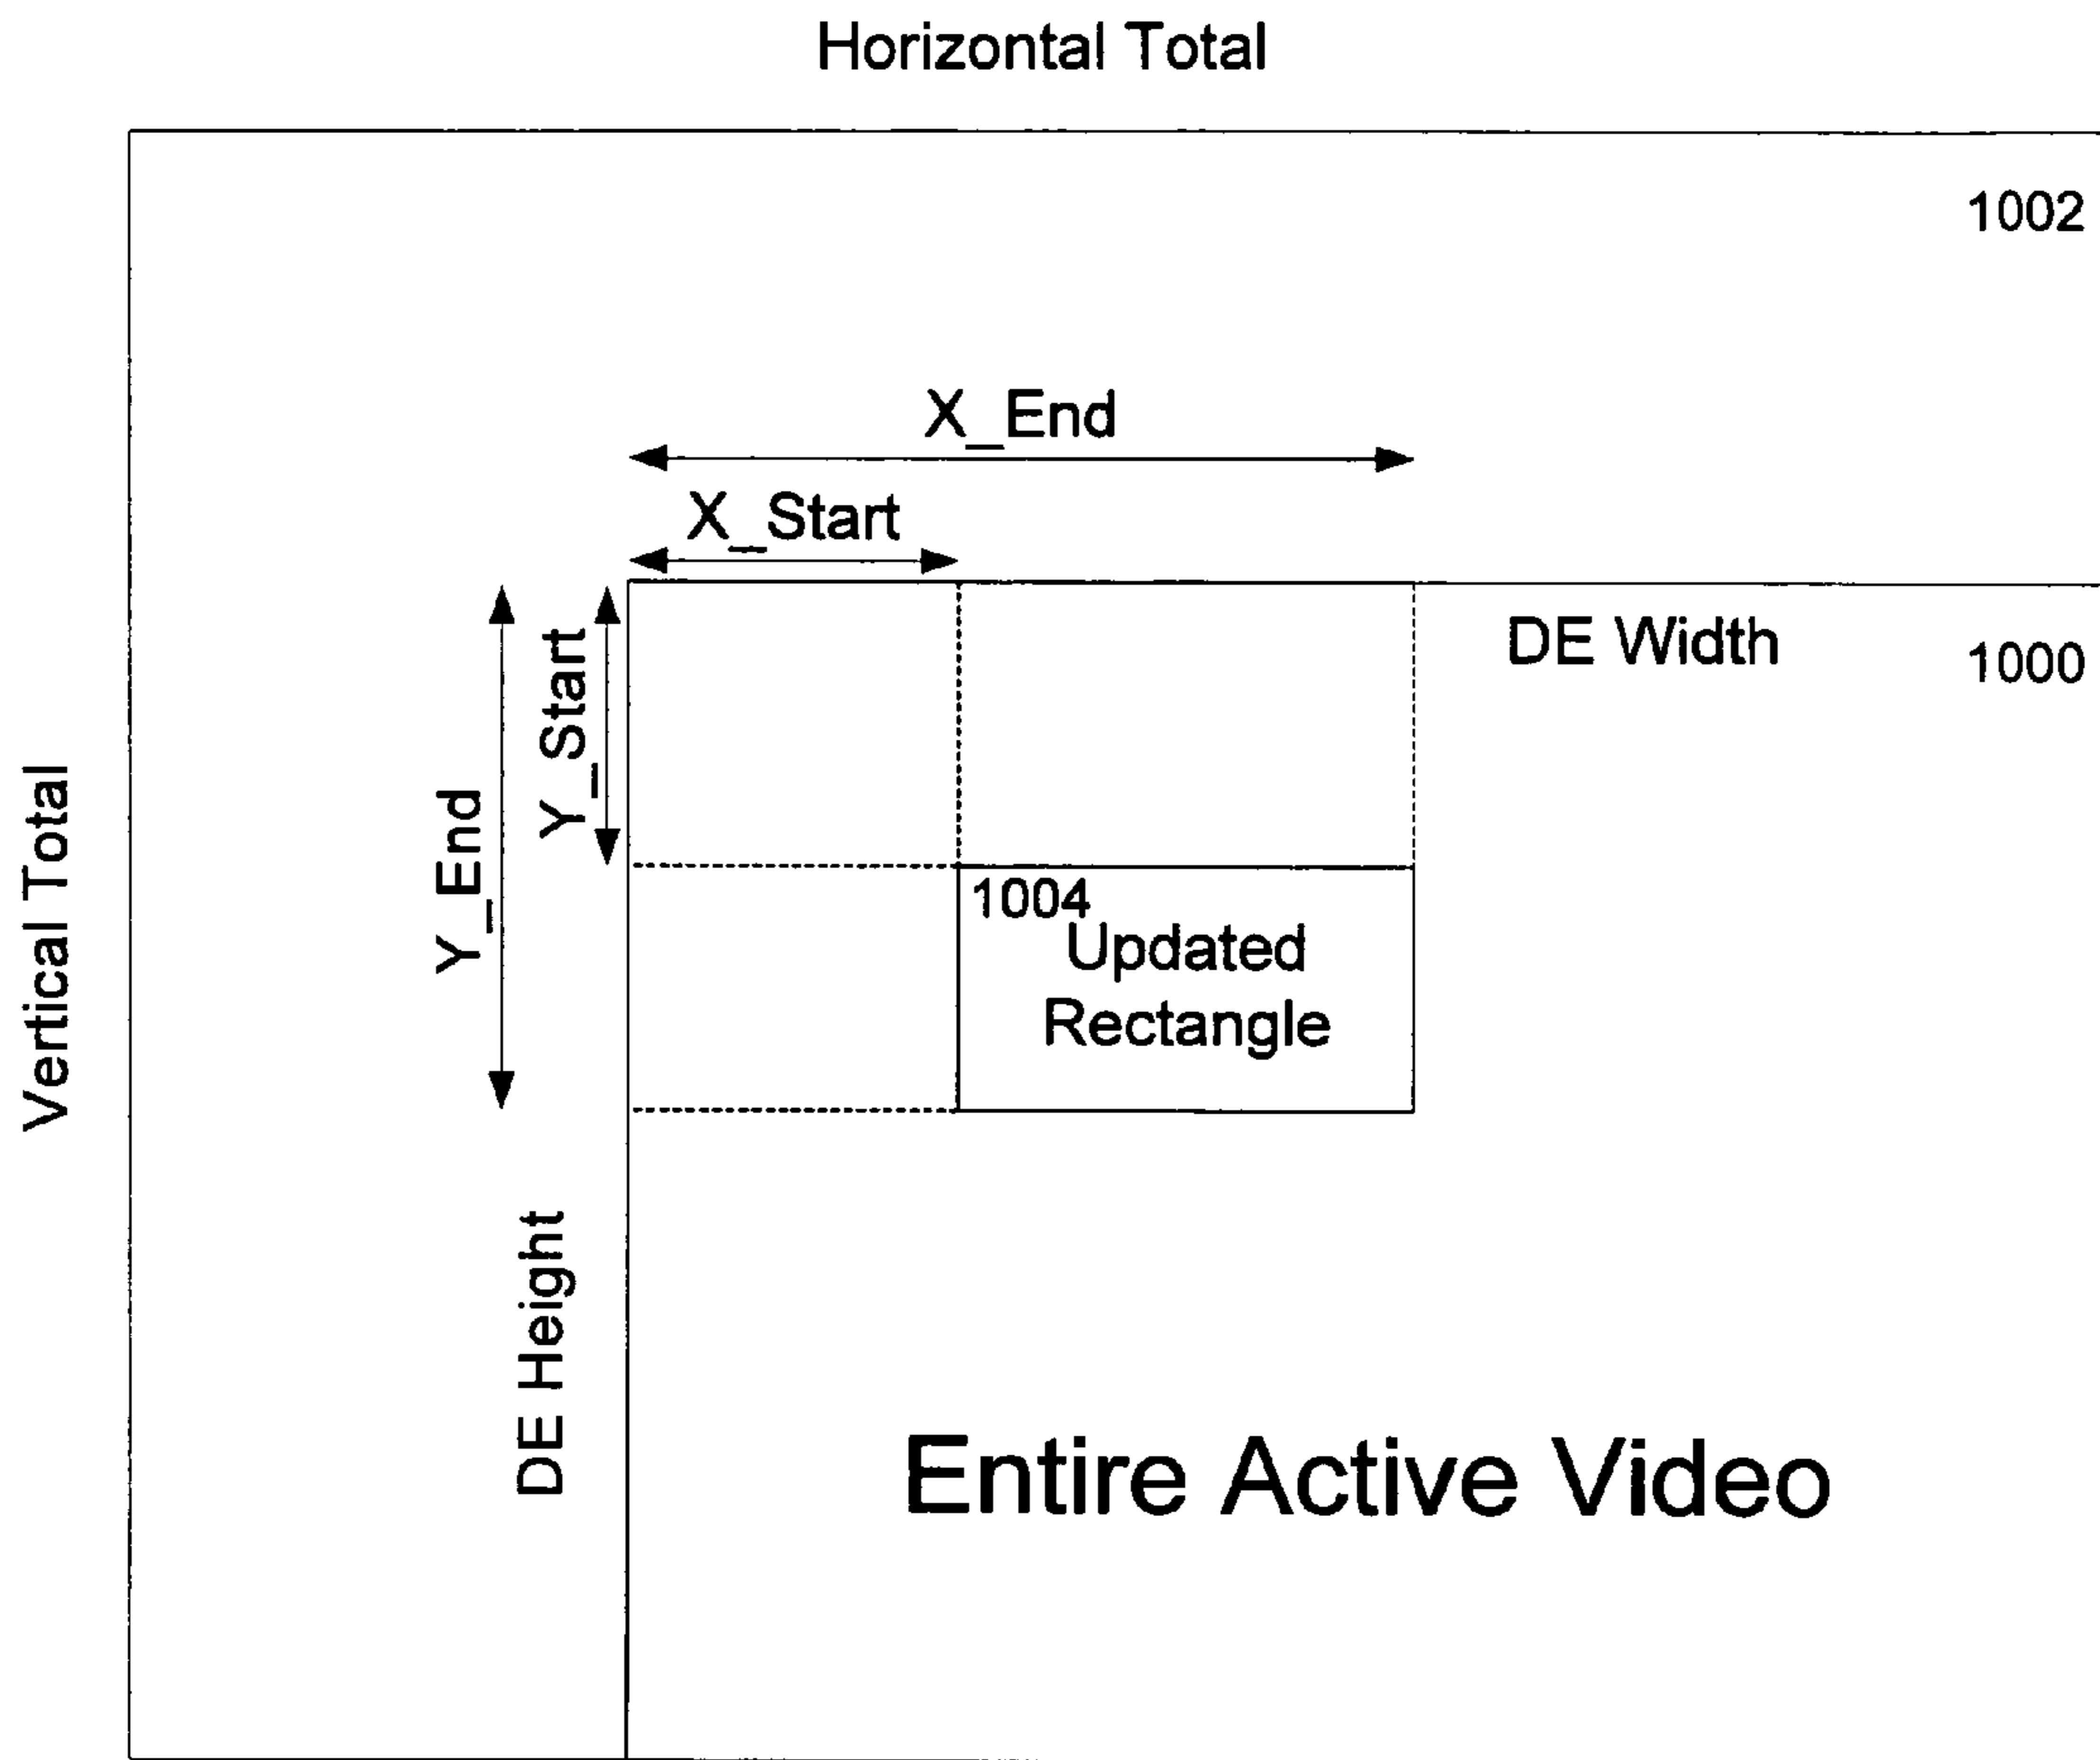 Horizontal Total
1002
X_End
X_Start
DE Width
1000
Y_Start
Y_End
Vertical Total
1004
Updated
Rectangle
DE Height
Entire Active Video